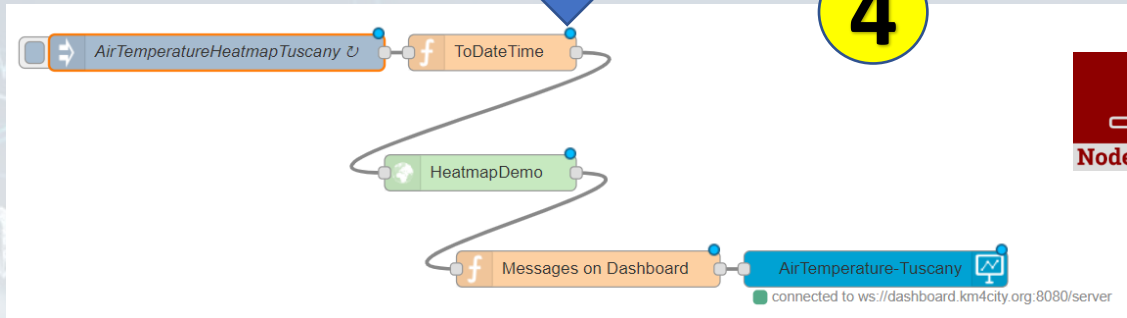 4
AirTemperatureHeatmapTuscany ↻
f ToDateTime
Node
HeatmapDemo
f Messages on Dashboard
AirTemperature-Tuscany
connected to ws://dashboard.km4city.org:8080/server